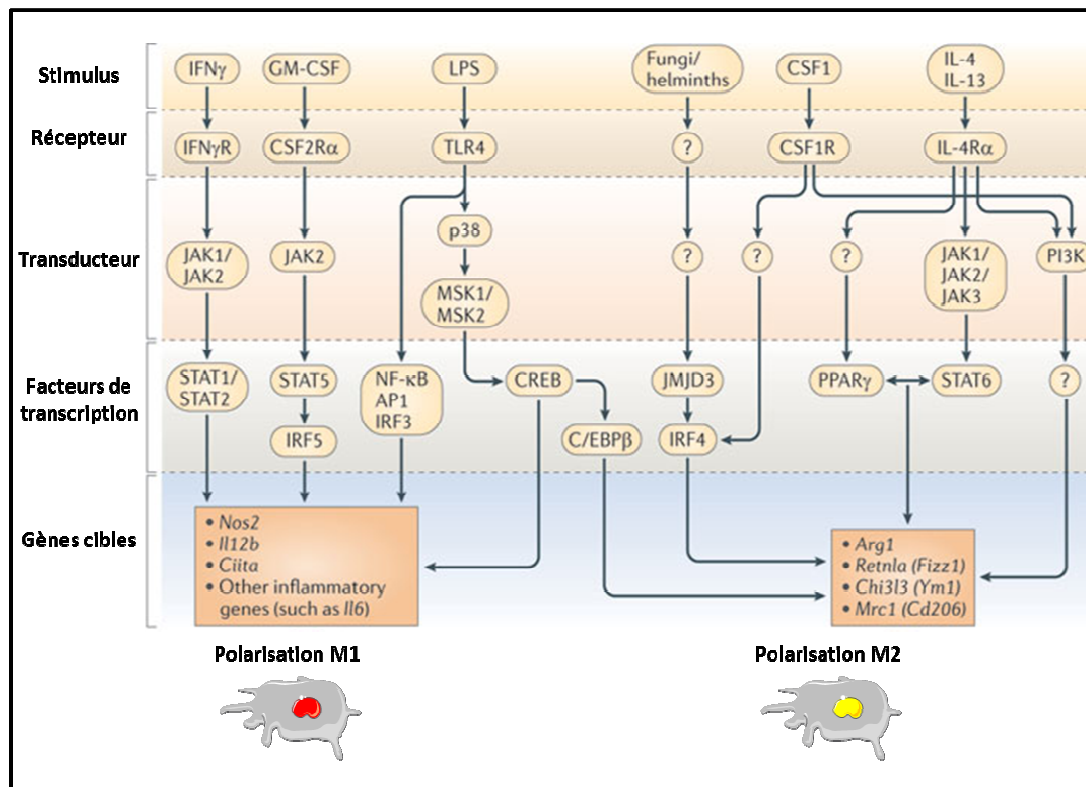 Stimulus
IFNγ
GM-CSF
LPS
Fungi/
helminths
CSF1
IL-4
IL-13
Récepteur
IFNγR
CSF2Rα
TLR4
?
CSF1R
IL-4Rα
Transducteur
JAK1/
JAK2
JAK2
p38
MSK1/
MSK2
?
?
?
JAK1/
JAK2/
JAK3
PI3K
Facteurs de
transcription
STAT1/
STAT2
STAT5
IRF5
NF-κB
AP1
IRF3
CREB
C/EBPβ
JMJD3
IRF4
PPARγ
STAT6
?
Gènes cibles
• Nos2
• Il12b
• Ciita
• Other inflammatory
genes (such as Il6)
• Arg1
• Retnla (Fizz1)
• Chi3l3 (Ym1)
• Mrc1 (Cd206)
Polarisation M1
Polarisation M2